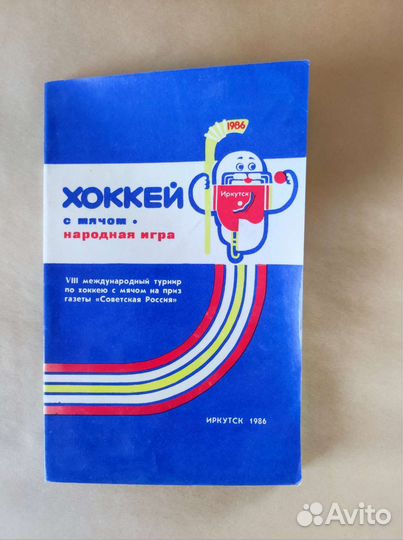 1986
Иркутск
ХОККЕЙ
с мячом •
народная игра
VIII международный турнир
по хоккею с мячом на приз
газеты «Советская Россия»
ИРКУТСК 1986
Avito